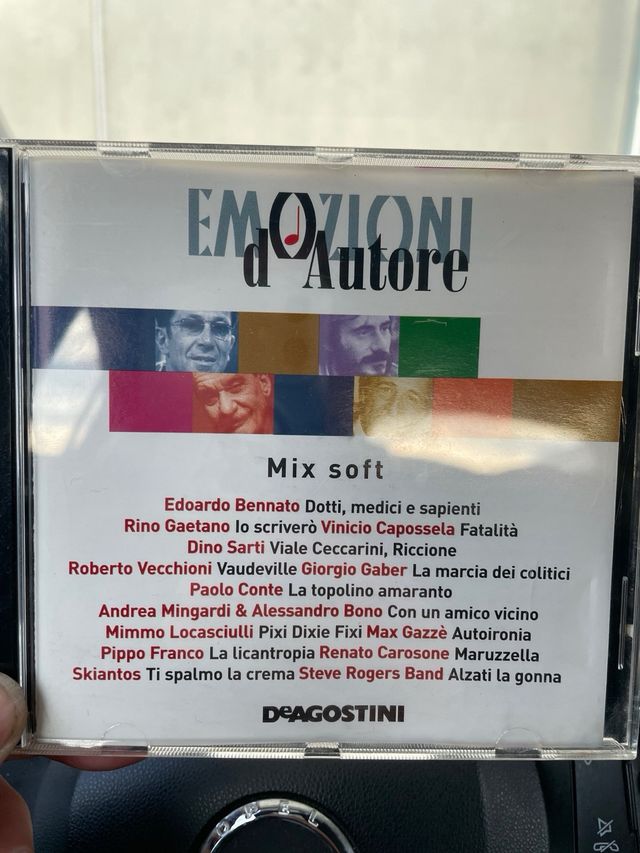 EMOZIONI
d'Autore
Mix soft
Edoardo Bennato Dotti, medici e sapienti
Rino Gaetano Io scriverò Vinicio Capossela Fatalità
Dino Sarti Viale Ceccarini, Riccione
Roberto Vecchioni Vaudeville Giorgio Gaber La marcia dei colitici
Paolo Conte La topolino amaranto
Andrea Mingardi & Alessandro Bono Con un amico vicino
Mimmo Locasciulli Pixi Dixie Fixi Max Gazzè Autoironia
Pippo Franco La licantropia Renato Carosone Maruzzella
Skiantos Ti spalmo la crema Steve Rogers Band Alzati la gonna
DeAGOSTINI
OPEL